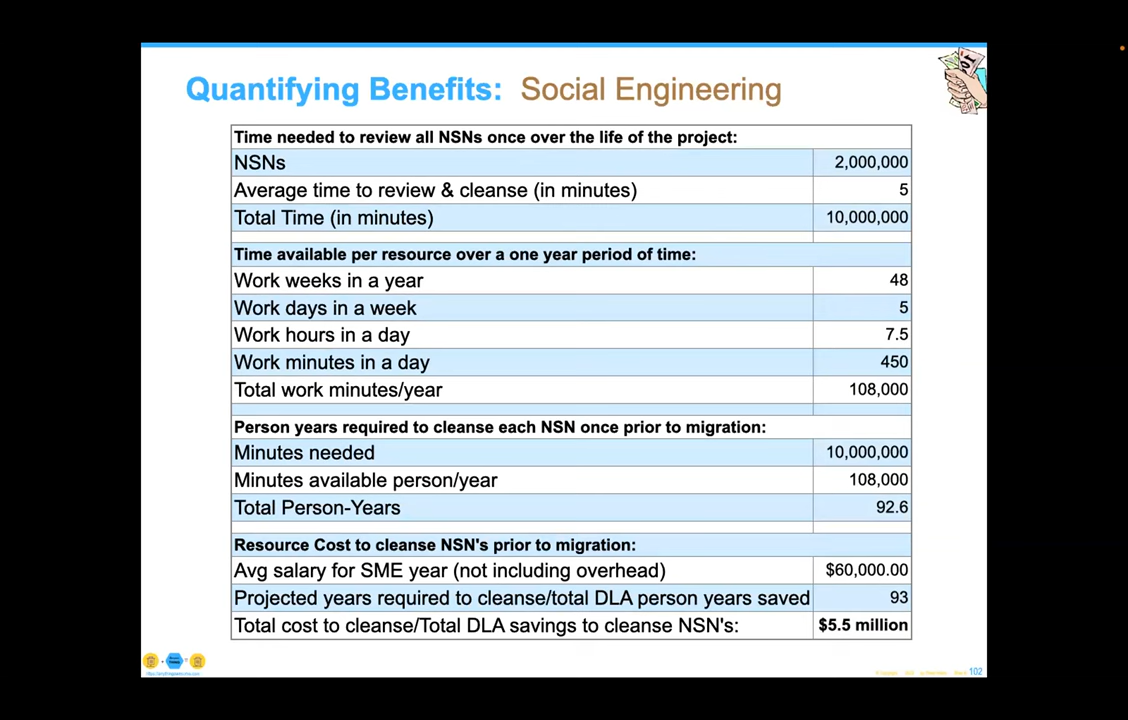 Quantifying Benefits: Social Engineering
Time needed to review all NSNs once over the life of the project:
NSNs 2,000,000
Average time to review & cleanse (in minutes) 5
Total Time (in minutes) 10,000,000
Time available per resource over a one year period of time:
Work weeks in a year 48
Work days in a week 5
Work hours in a day 7.5
Work minutes in a day 450
Total work minutes/year 108,000
Person years required to cleanse each NSN once prior to migration:
Minutes needed 10,000,000
Minutes available person/year 108,000
Total Person-Years 92.6
Resource Cost to cleanse NSN's prior to migration:
Avg salary for SME year (not including overhead) $60,000.00
Projected years required to cleanse/total DLA person years saved 93
Total cost to cleanse/Total DLA savings to cleanse NSN's: $5.5 million
102